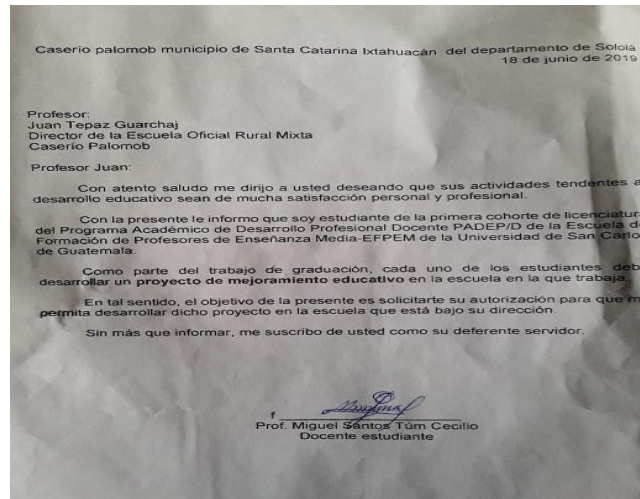 Caserío palomob municipio de Santa Catarina Ixtahuacán del departamento de Sololá
18 de junio de 2019
Profesor:
Juan Tepaz Guarchaj
Director de la Escuela Oficial Rural Mixta
Caserío Palomob
Profesor Juan:
Con atento saludo me dirijo a usted deseando que sus actividades tendentes a
desarrollo educativo sean de mucha satisfacción personal y profesional.
Con la presente le informo que soy estudiante de la primera cohorte de licenciatura
del Programa Académico de Desarrollo Profesional Docente PADEP/D de la Escuela de
Formación de Profesores de Enseñanza Media-EFPEM de la Universidad de San Carlo
de Guatemala.
Como parte del trabajo de graduación, cada uno de los estudiantes deb
desarrollar un proyecto de mejoramiento educativo en la escuela en la que trabaja.
En tal sentido, el objetivo de la presente es solicitarte su autorización para que m
permita desarrollar dicho proyecto en la escuela que está bajo su dirección.
Sin más que informar, me suscribo de usted como su deferente servidor.
f
Prof. Miguel Santos Túm Cecilio
Docente estudiante